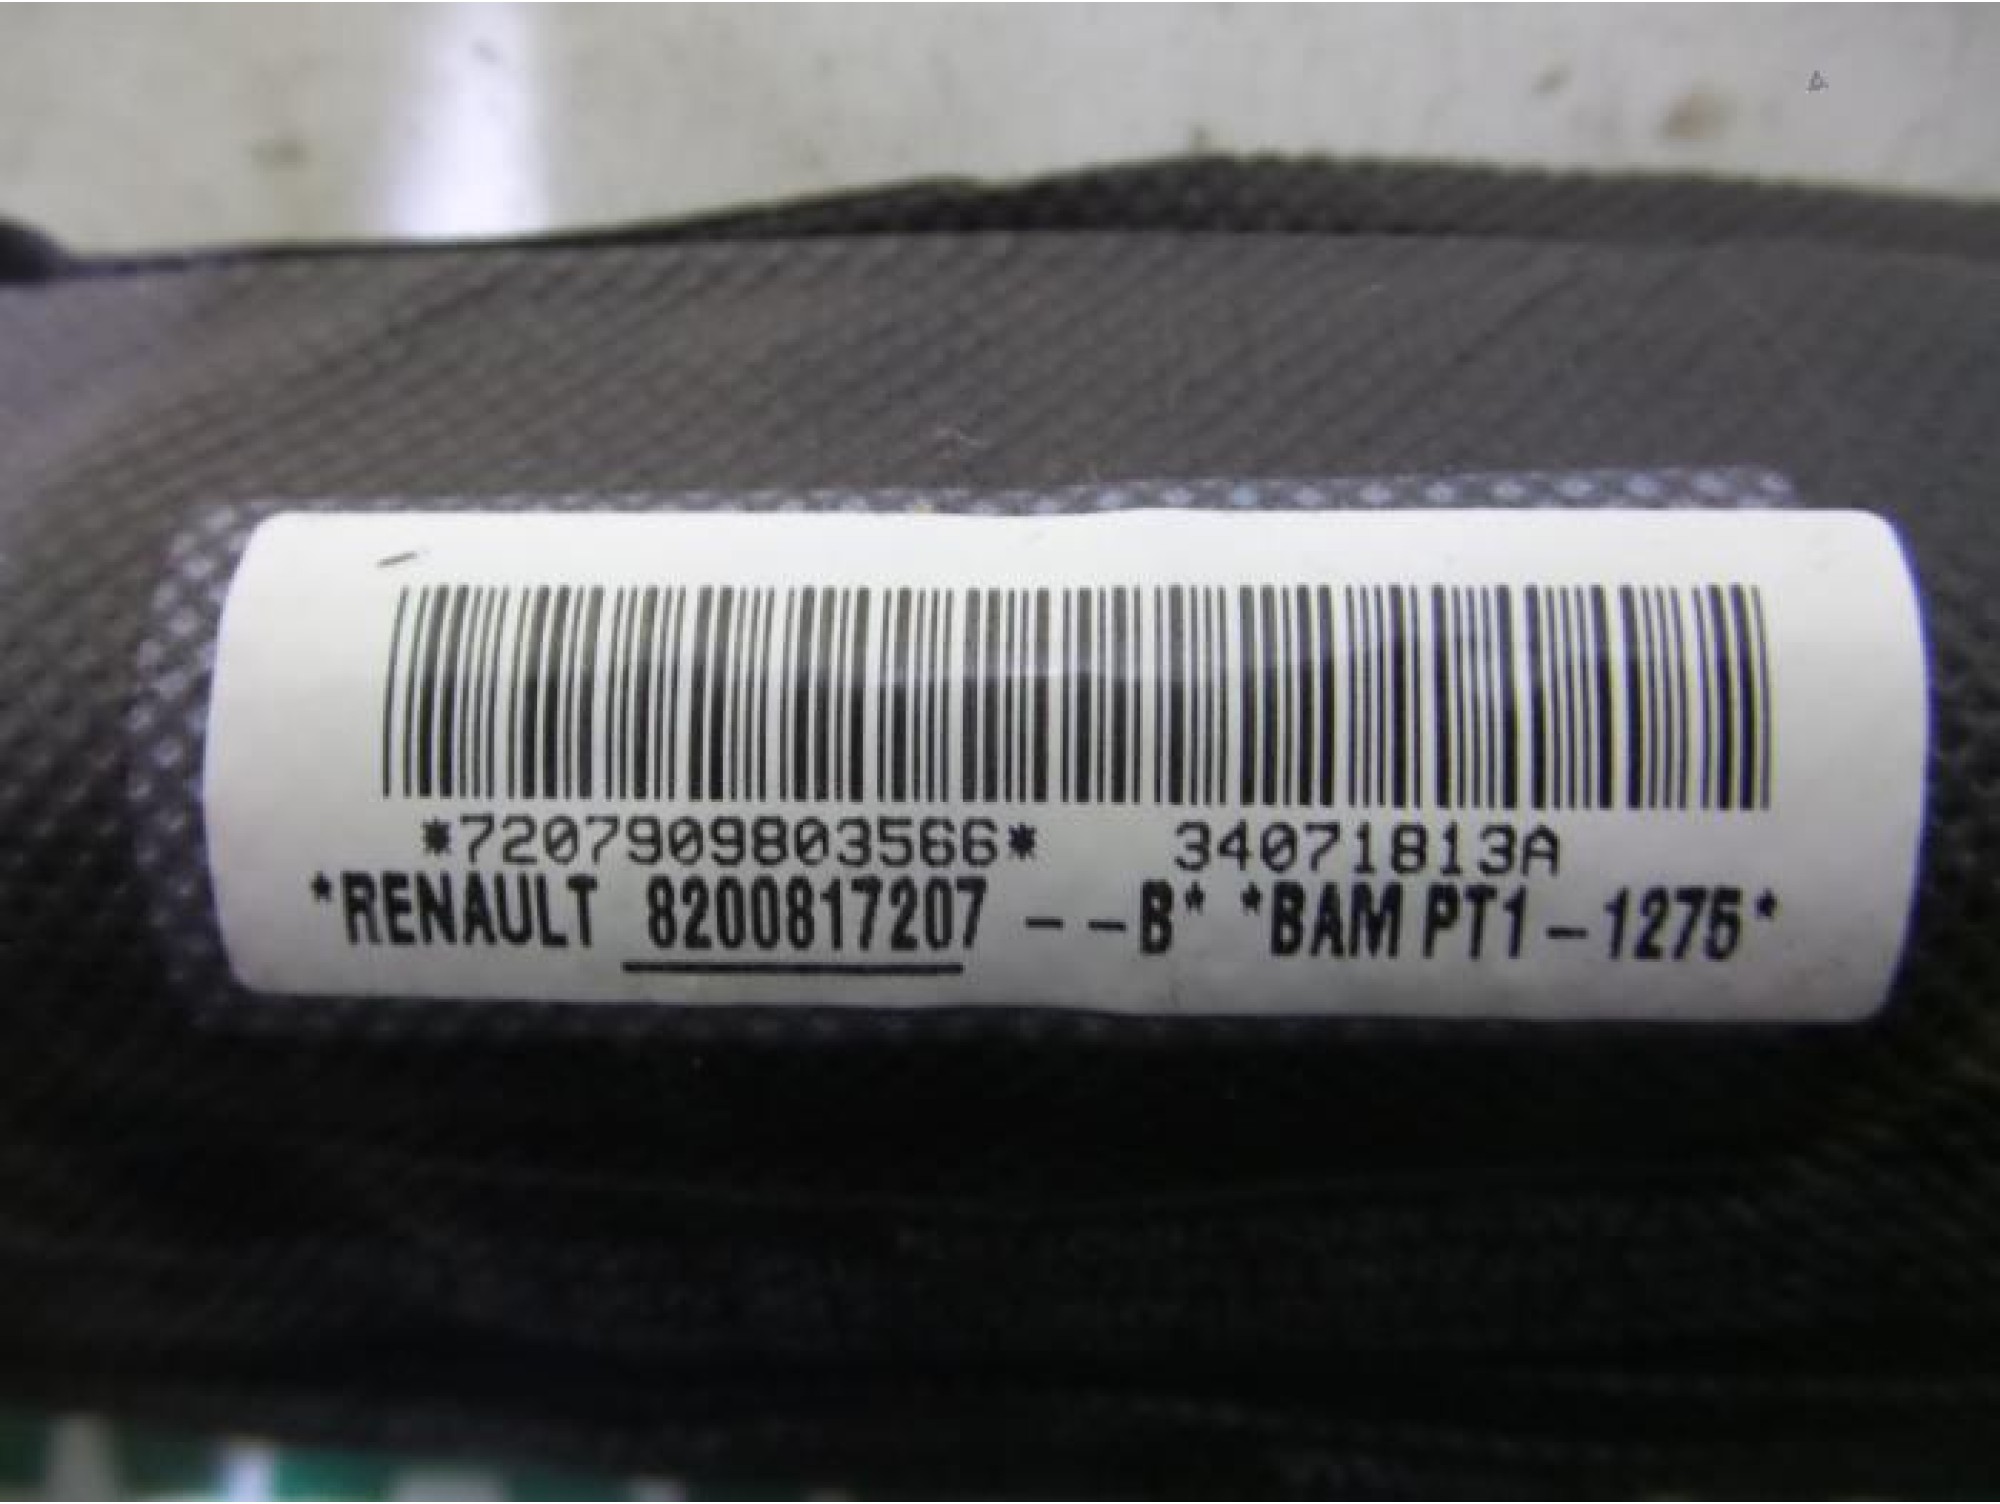 *7207909803566* 34071813A
*RENAULT 8200817207 --B* *BAM PT1-1275*